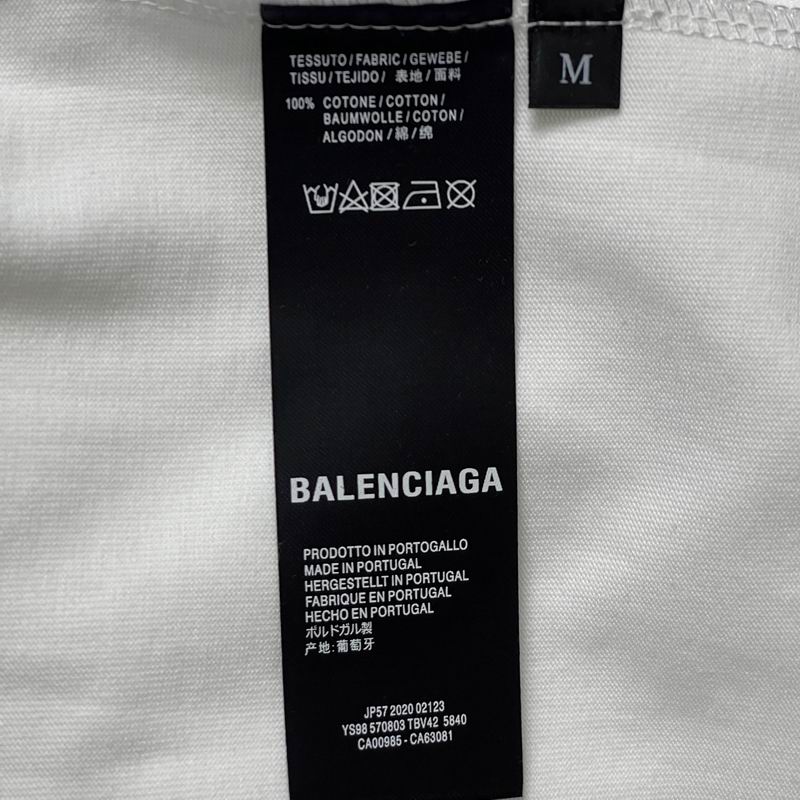 TESSUTO / FABRIC / GEWEBE /
TISSU / TEJIDO / 表地 / 面料
100% COTONE / COTTON /
BAUMWOLLE / COTON /
ALGODON / 綿 / 绵
M
BALENCIAGA
PRODOTTO IN PORTOGALLO
MADE IN PORTUGAL
HERGESTELLT IN PORTUGAL
FABRIQUE EN PORTUGAL
HECHO EN PORTUGAL
ポルドガル製
产地: 葡萄牙
JP57 2020 02123
YS98 570803 TBV42 5840
CA00985 - CA63081